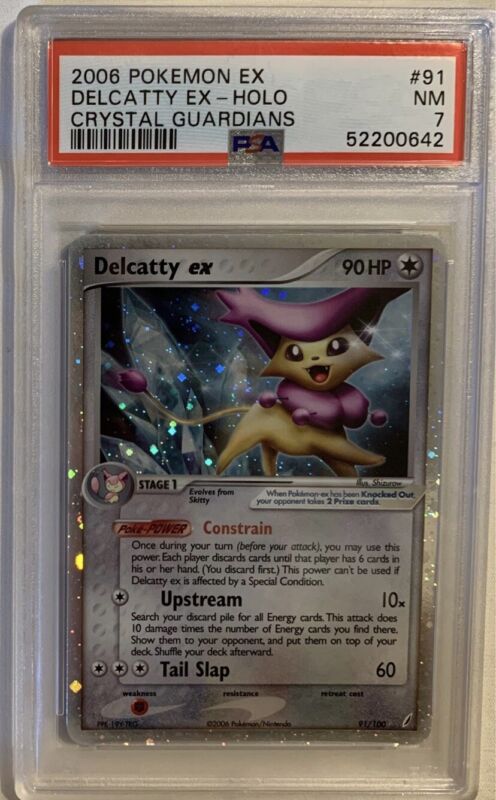 2006 POKEMON EX #91
DELCATTY EX-HOLO NM
CRYSTAL GUARDIANS 7
PSA 52200642
Delcatty ex 90 HP
Illus. Shizurow
STAGE 1
Evolves from
Skitty
When Pokémon-ex has been Knocked Out,
your opponent takes 2 Prize cards.
POKé-POWER Constrain
Once during your turn (before your attack), you may use this
power. Each player discards cards until that player has 6 cards in
his or her hand. (You discard first.) This power can't be used if
Delcatty ex is affected by a Special Condition.
Upstream 10x
Search your discard pile for all Energy cards. This attack does
10 damage times the number of Energy cards you find there.
Show them to your opponent, and put them on top of your
deck. Shuffle your deck afterward.
Tail Slap 60
weakness resistance retreat cost
©2006 Pokémon/Nintendo 91/100